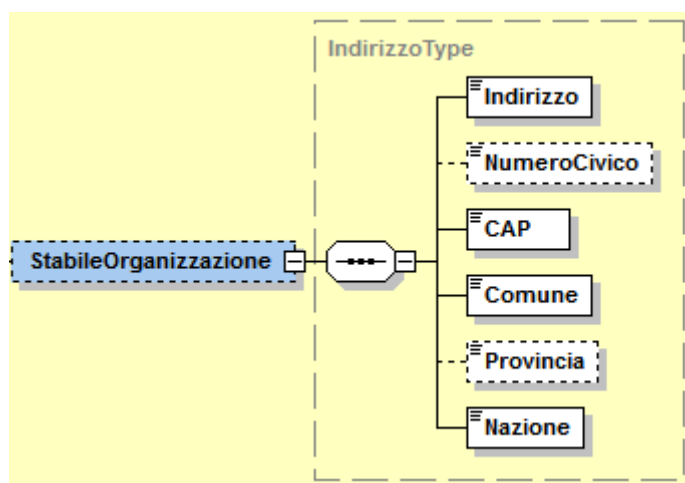 IndirizzoType
Indirizzo
NumeroCivico
CAP
StabileOrganizzazione
Comune
Provincia
Nazione